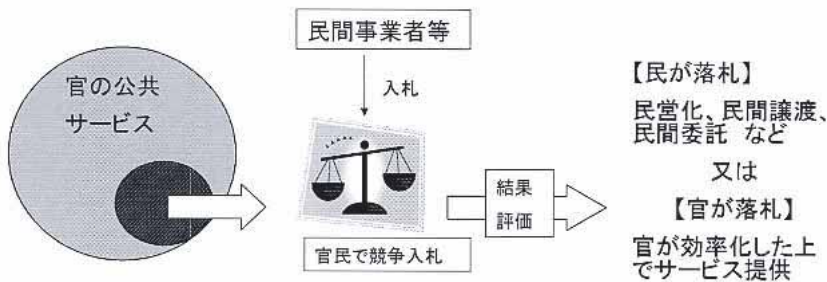 官の公共
サービス
民間事業者等
入札
官民で競争入札
結果
評価
【民が落札】
民営化、民間譲渡、
民間委託 など
又は
【官が落札】
官が効率化した上
でサービス提供